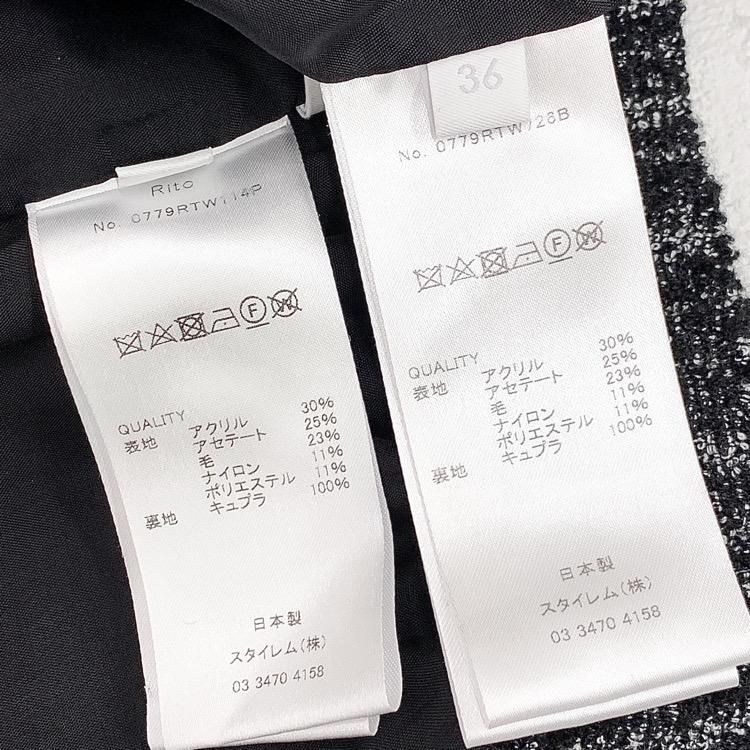 Rito
No. 0779RTW114P
F
W
QUALITY
表地 アクリル 30%
アセテート 25%
毛 23%
ナイロン 11%
ポリエステル 11%
裏地 キュプラ 100%
日本製
スタイレム(株)
03 3470 4158
36
No. 0779RTW728B
F
W
QUALITY
表地 アクリル 30%
アセテート 25%
毛 23%
ナイロン 11%
ポリエステル 11%
裏地 キュプラ 100%
日本製
スタイレム(株)
03 3470 4158